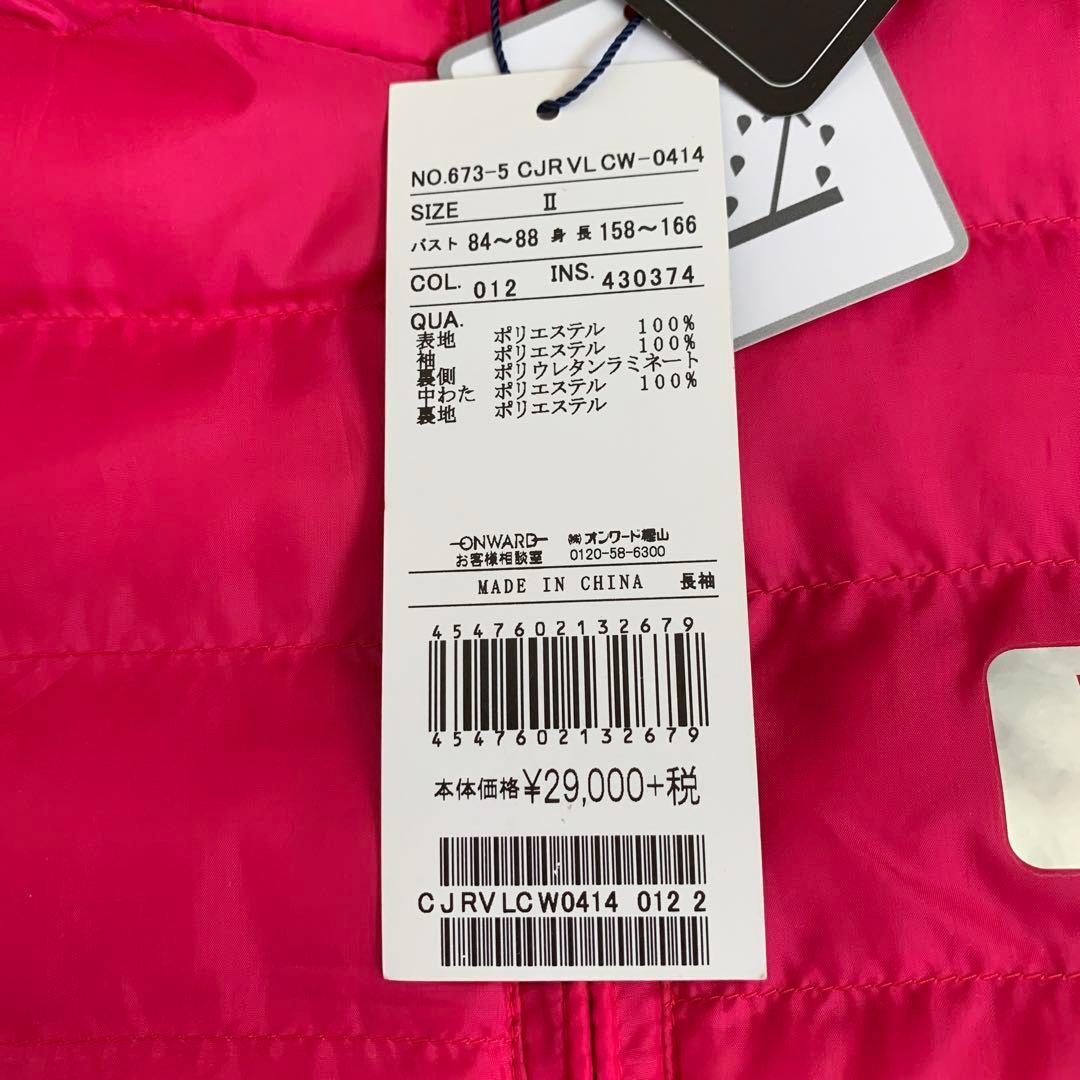 NO.673-5 CJRVLCW-0414
SIZE Ⅱ
バスト 84～88 身長 158～166
COL. 012 INS. 430374
QUA.
表地 ポリエステル 100%
袖 ポリエステル 100%
裏側 ポリウレタンラミネート
中わた ポリエステル 100%
裏地 ポリエステル
ONWARD ㈱オンワード樫山
お客様相談室 0120-58-6300
MADE IN CHINA 長袖
4547602132679
4547602132679
本体価格¥29,000+税
CJRVLCW0414 012 2